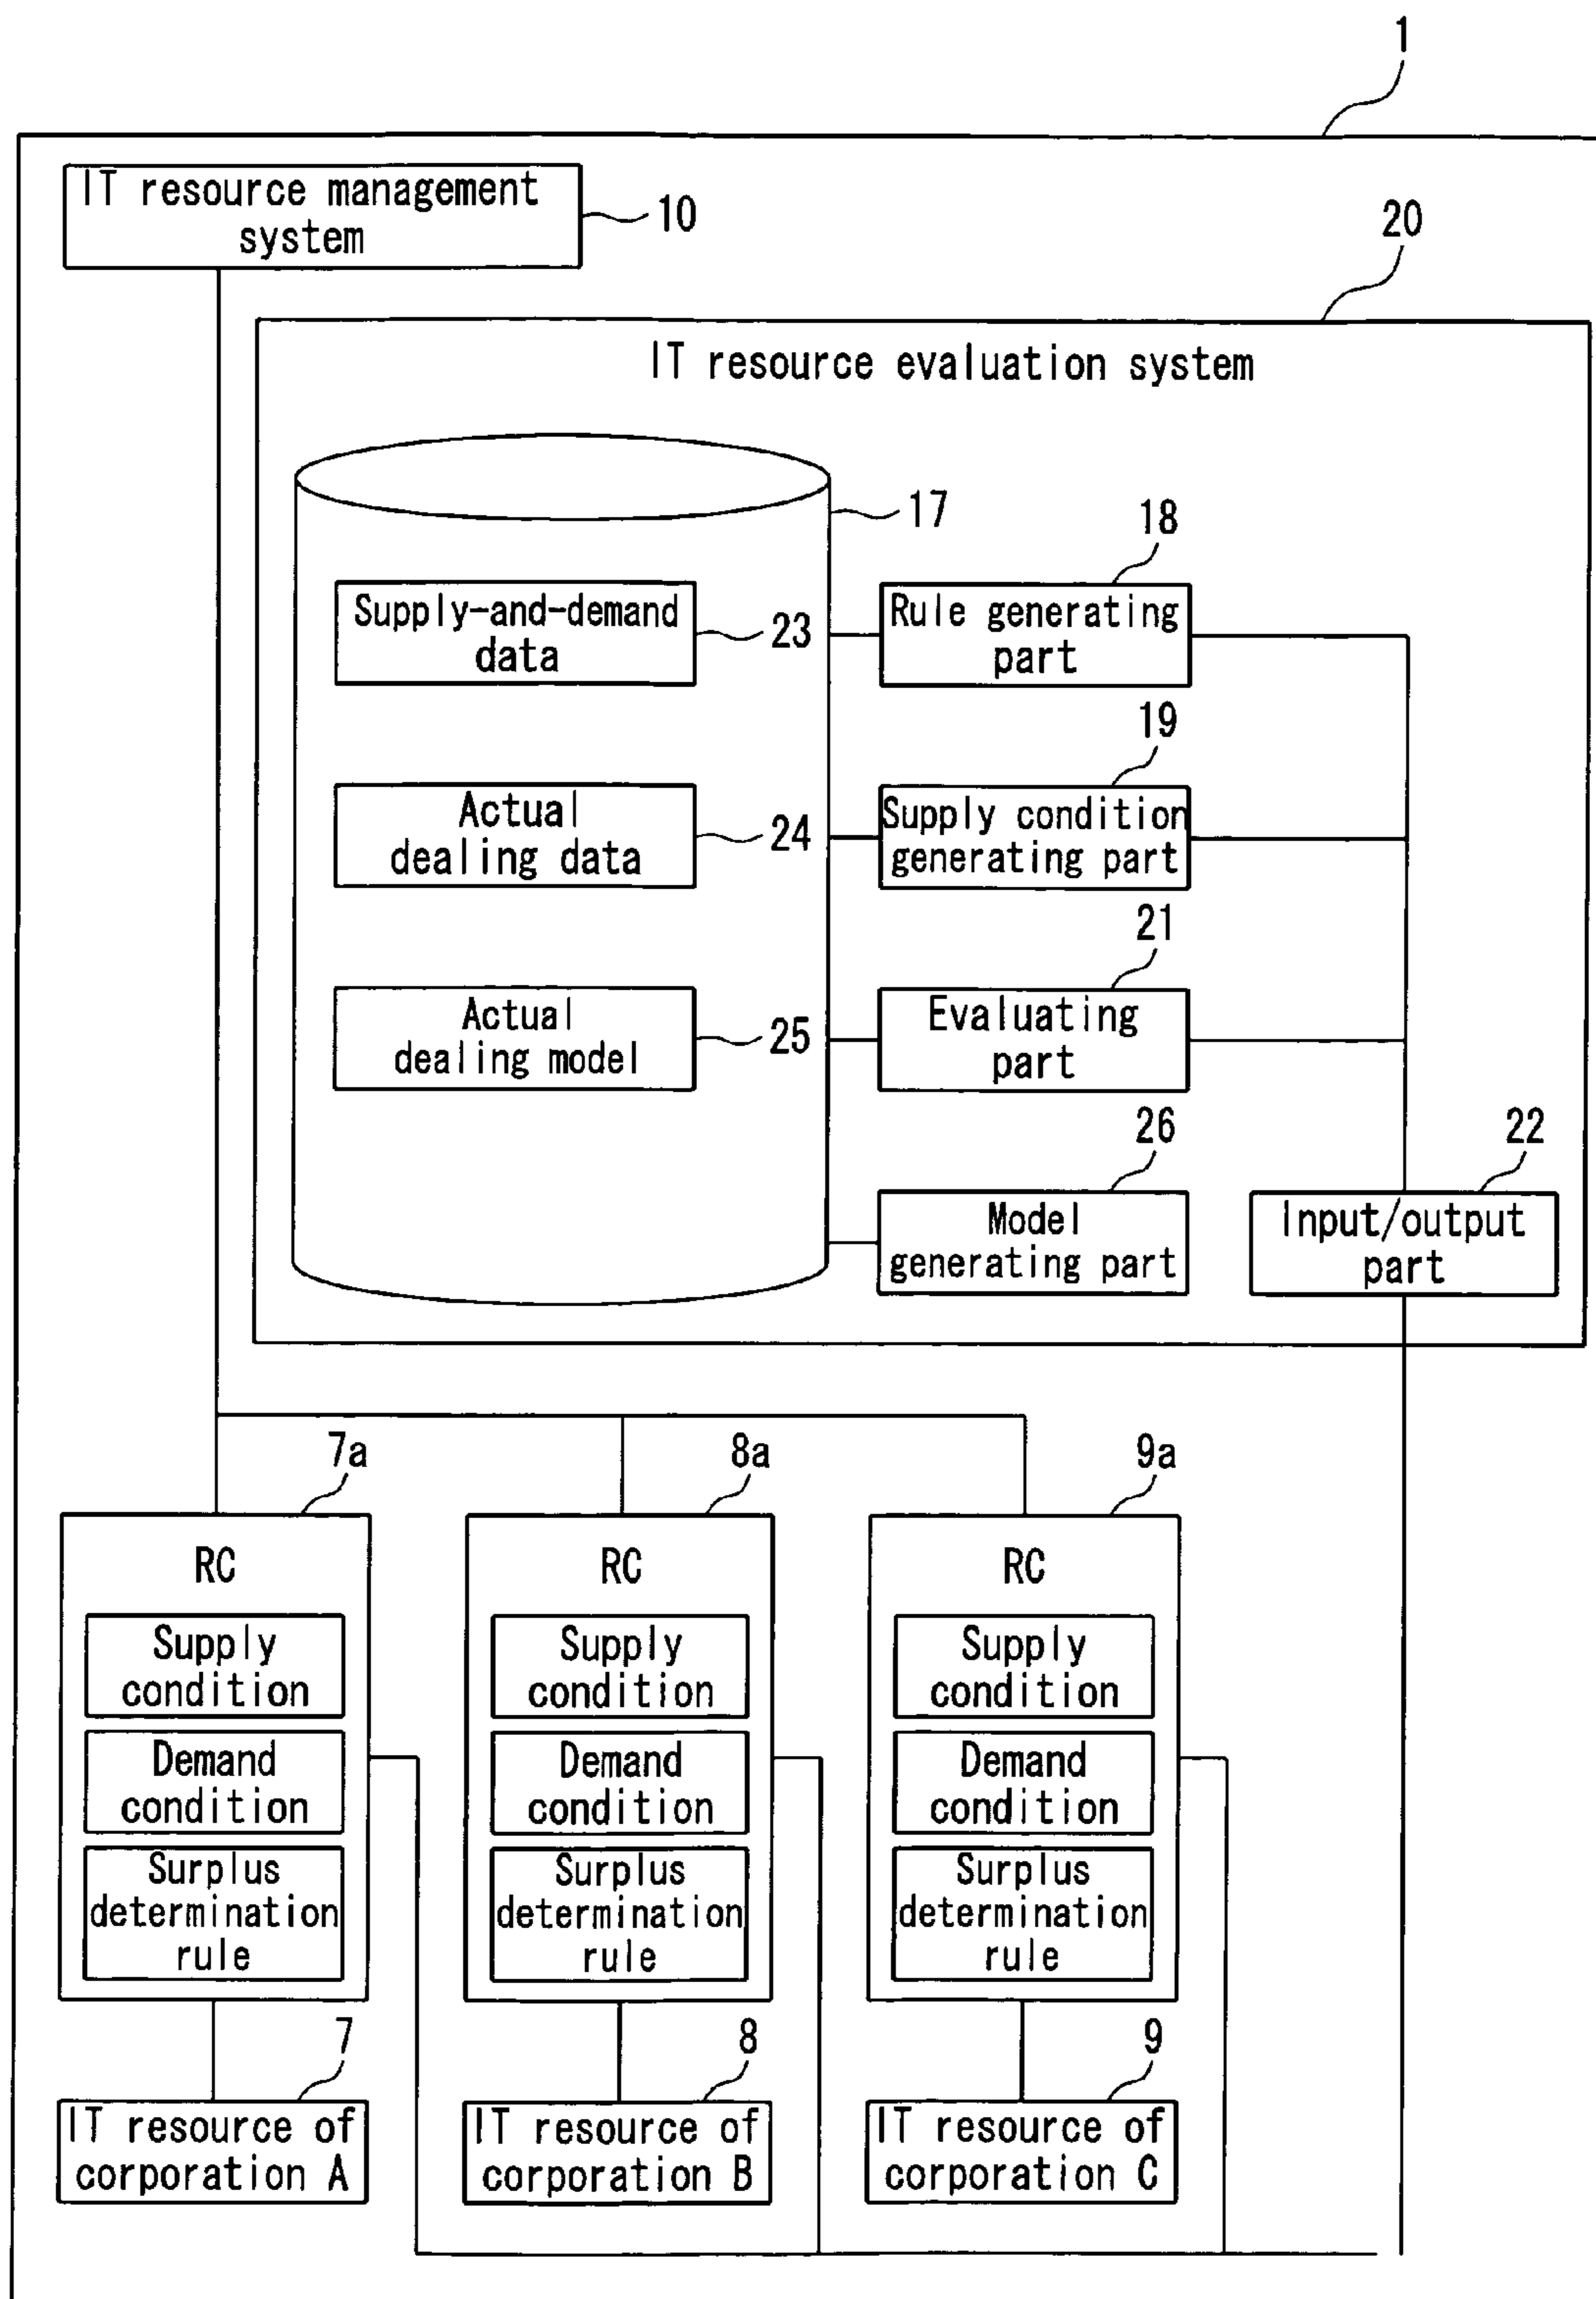 1
IT resource management
system
10
20
IT resource evaluation system
17
18
Supply-and-demand
data
23
Rule generating
part
19
Actual
dealing data
24
Supply condition
generating part
21
Actual
dealing model
25
Evaluating
part
26
22
Model
generating part
Input/output
part
7a
8a
9a
RC
Supply
condition
Demand
condition
Surplus
determination
rule
RC
Supply
condition
Demand
condition
Surplus
determination
rule
RC
Supply
condition
Demand
condition
Surplus
determination
rule
7
8
9
IT resource of
corporation A
IT resource of
corporation B
IT resource of
corporation C